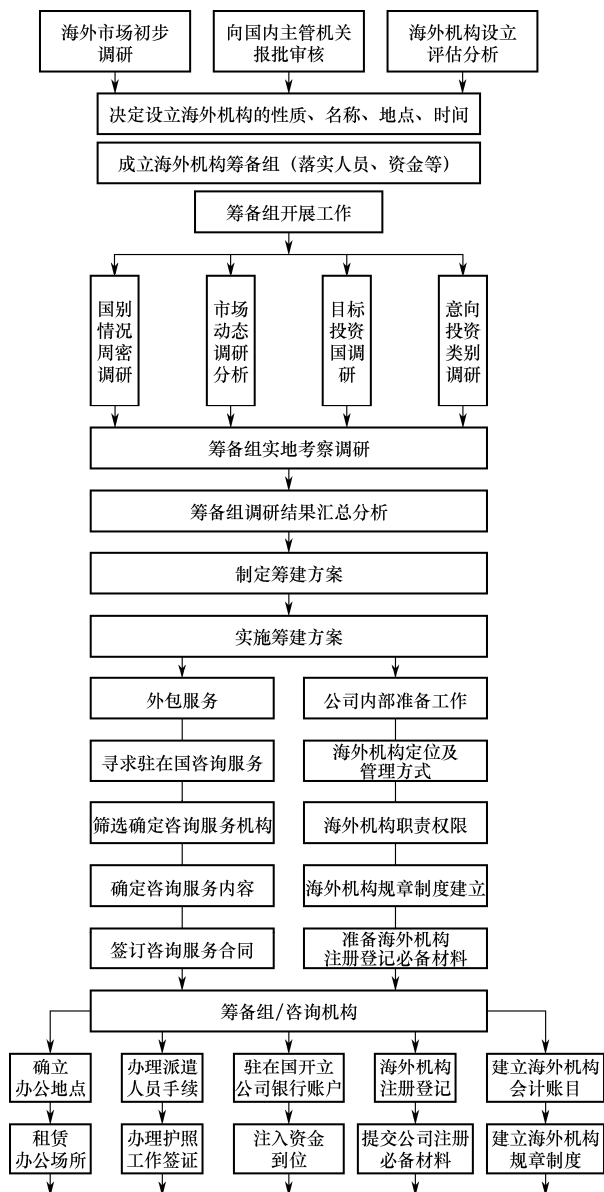 海外市场初步
调研
向国内主管机关
报批审核
海外机构设立
评估分析
决定设立海外机构的性质、名称、地点、时间
成立海外机构筹备组（落实人员、资金等）
筹备组开展工作
国别
情况
周密
调研
市场
动态
调研
分析
目标
投资
国调
研
意向
投资
类别
调研
筹备组实地考察调研
筹备组调研结果汇总分析
制定筹建方案
实施筹建方案
外包服务
公司内部准备工作
寻求驻在国咨询服务
海外机构定位及
管理方式
筛选确定咨询服务机构
海外机构职责权限
确定咨询服务内容
海外机构规章制度建立
签订咨询服务合同
准备海外机构
注册登记必备材料
筹备组/咨询机构
确立
办公地点
办理派遣
人员手续
驻在国开立
公司银行账户
海外机构
注册登记
建立海外机构
会计账目
租赁
办公场所
办理护照
工作签证
注入资金
到位
提交公司注册
必备材料
建立海外机构
规章制度